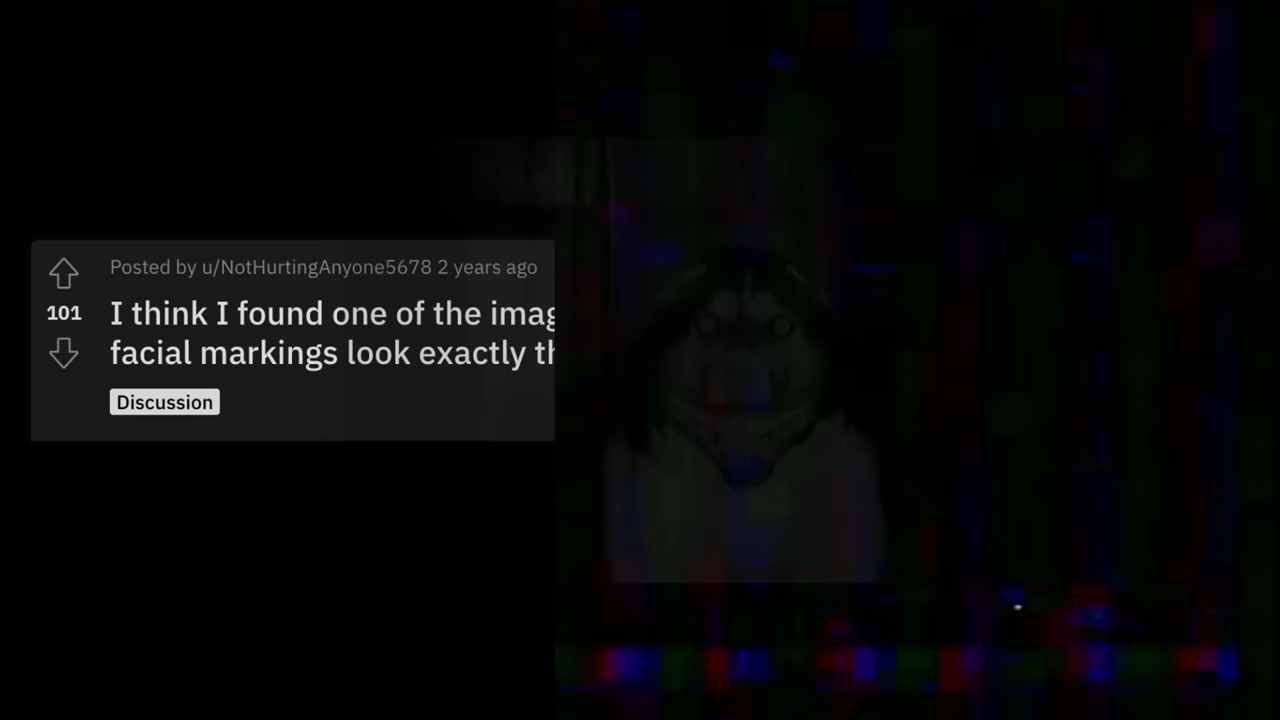 Posted by u/NotHurtingAnyone5678 2 years ago
101
I think I found one of the
facial markings look exactly
Discussion